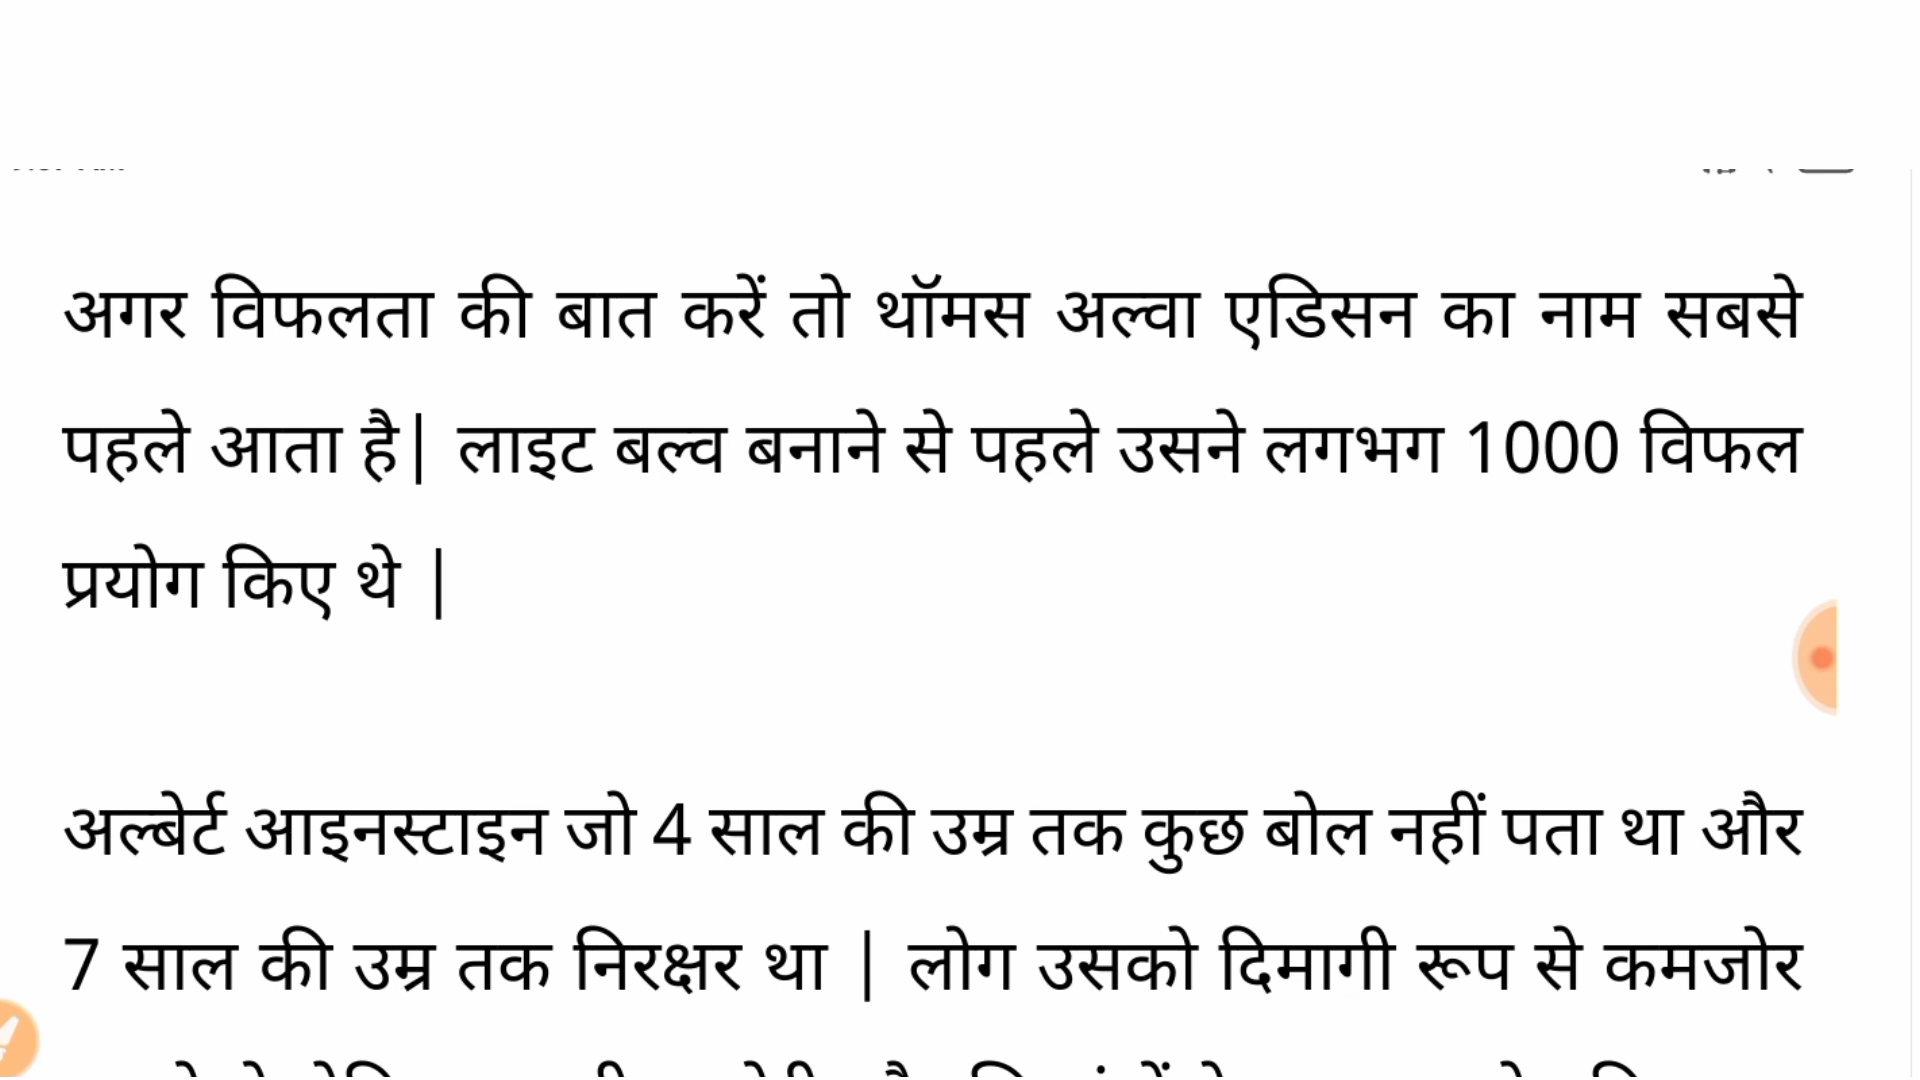 अगर विफलता की बात करें तो थॉमस अल्वा एडिसन का नाम सबसे
पहले आता है| लाइट बल्व बनाने से पहले उसने लगभग 1000 विफल
प्रयोग किए थे |
अल्बेर्ट आइनस्टाइन जो 4 साल की उम्र तक कुछ बोल नहीं पता था और
7 साल की उम्र तक निरक्षर था | लोग उसको दिमागी रूप से कमजोर